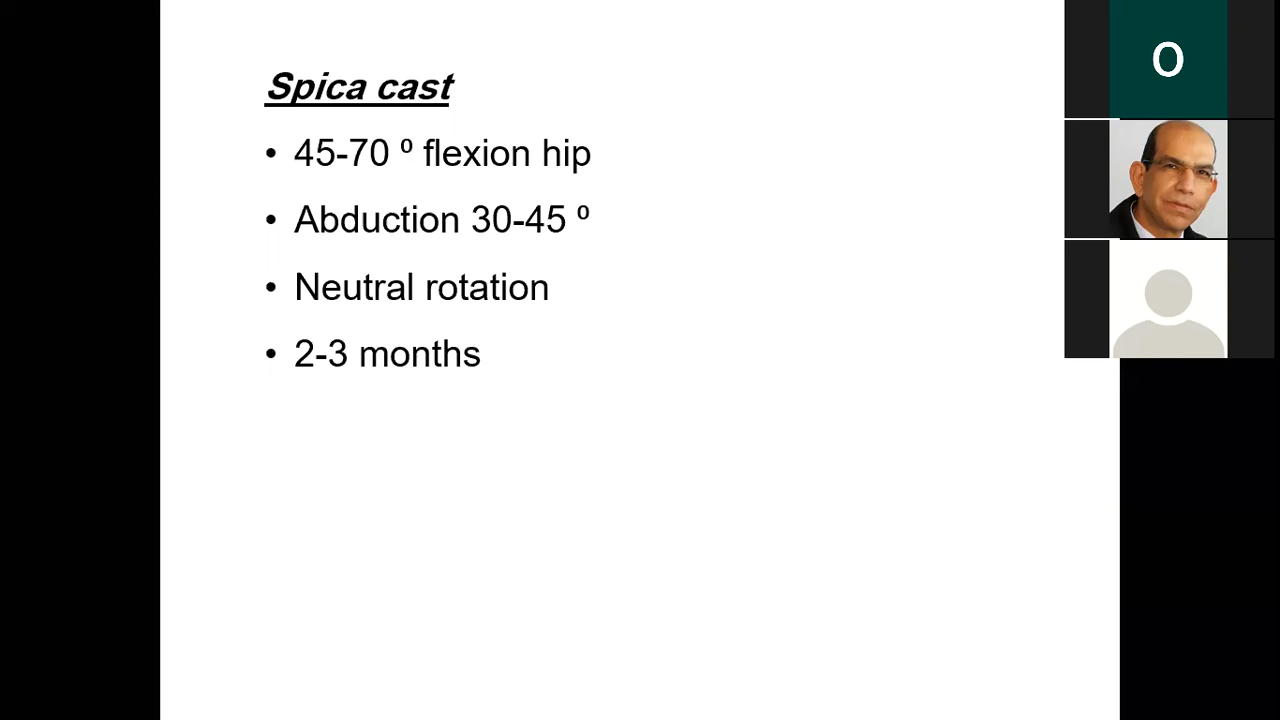 Spica cast
• 45-70 º flexion hip
• Abduction 30-45 º
• Neutral rotation
• 2-3 months
O